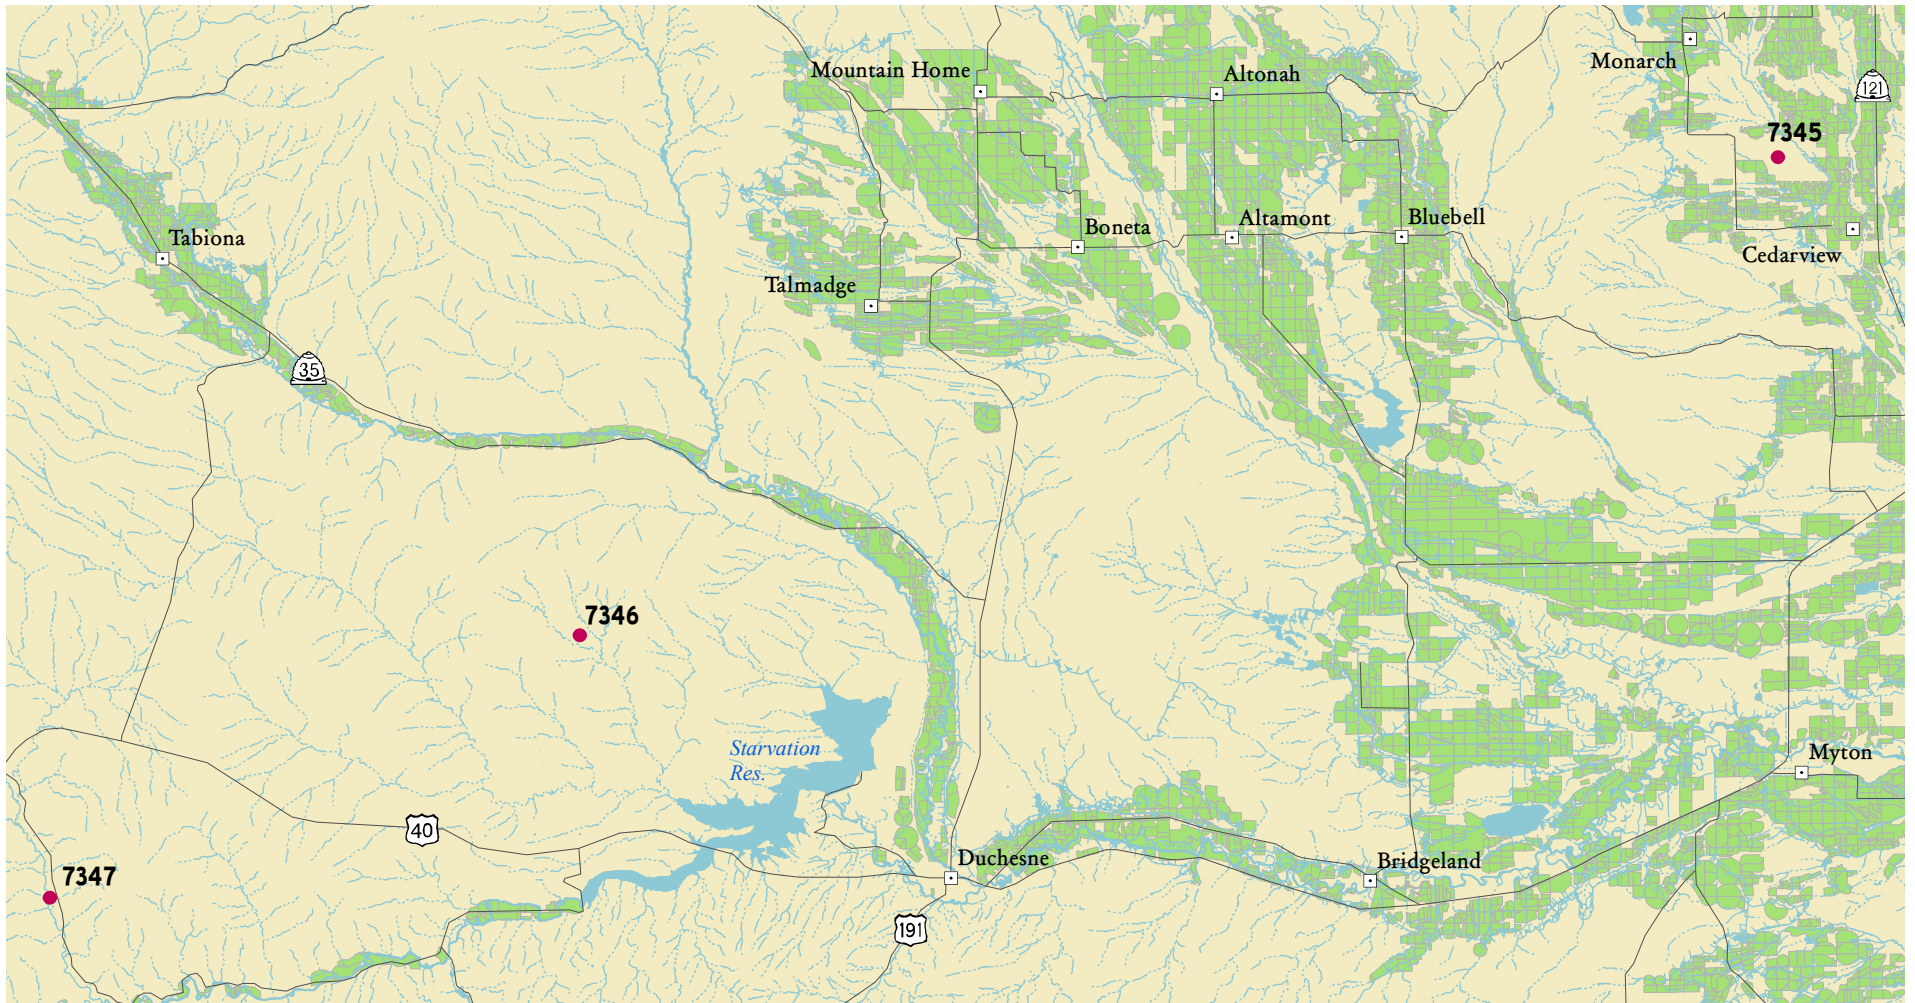 Monarch
Mountain Home
Altonah
121
7345
Tabiona
Boneta
Altamont
Bluebell
Cedarview
Talmadge
35
7346
Starvation
Res.
Myton
40
Duchesne
Bridgeland
7347
191